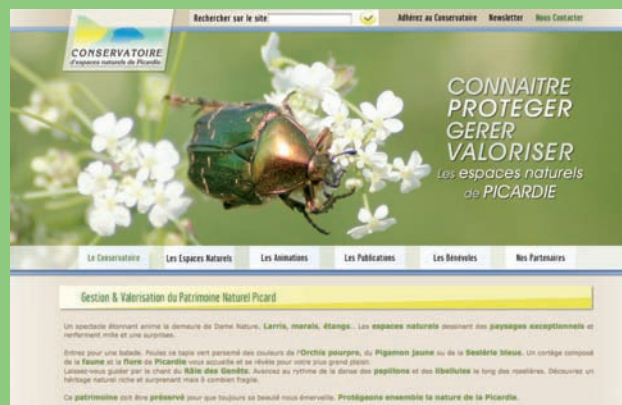 Rechercher sur le site
Adhérez au Conservatoire Newsletter Nous Contacter
CONSERVATOIRE
d'espaces naturels de Picardie
CONNAITRE
PROTEGER
GERER
VALORISER
Les espaces naturels
de PICARDIE
Le Conservatoire Les Espaces Naturels Les Animations Les Publications Les Bénévoles Nos Partenaires
Gestion & Valorisation du Patrimoine Naturel Picard
Un spectacle étonnant anime la demeure de Dame Nature. Larris, marais, étangs... Les espaces naturels dessinent des paysages exceptionnels et
renferment mille et une surprises.
Entrez pour une balade. Foulez ce tapis vert parsemé des couleurs de l'Orchis pourpre, du Pigamon jaune ou de la Seslérie bleue. Un cortège composé
de la faune et la flore de Picardie vous accueille et se révèle pour votre plus grand plaisir.
Laissez-vous guider par le chant du Râle des Genêts. Avancez au rythme de la danse des papillons et des libellules le long des roselières. Découvrez un
héritage naturel riche et surprenant mais ô combien fragile.
Ce patrimoine doit être préservé pour que toujours sa beauté nous émerveille. Protégeons ensemble la nature de la Picardie.